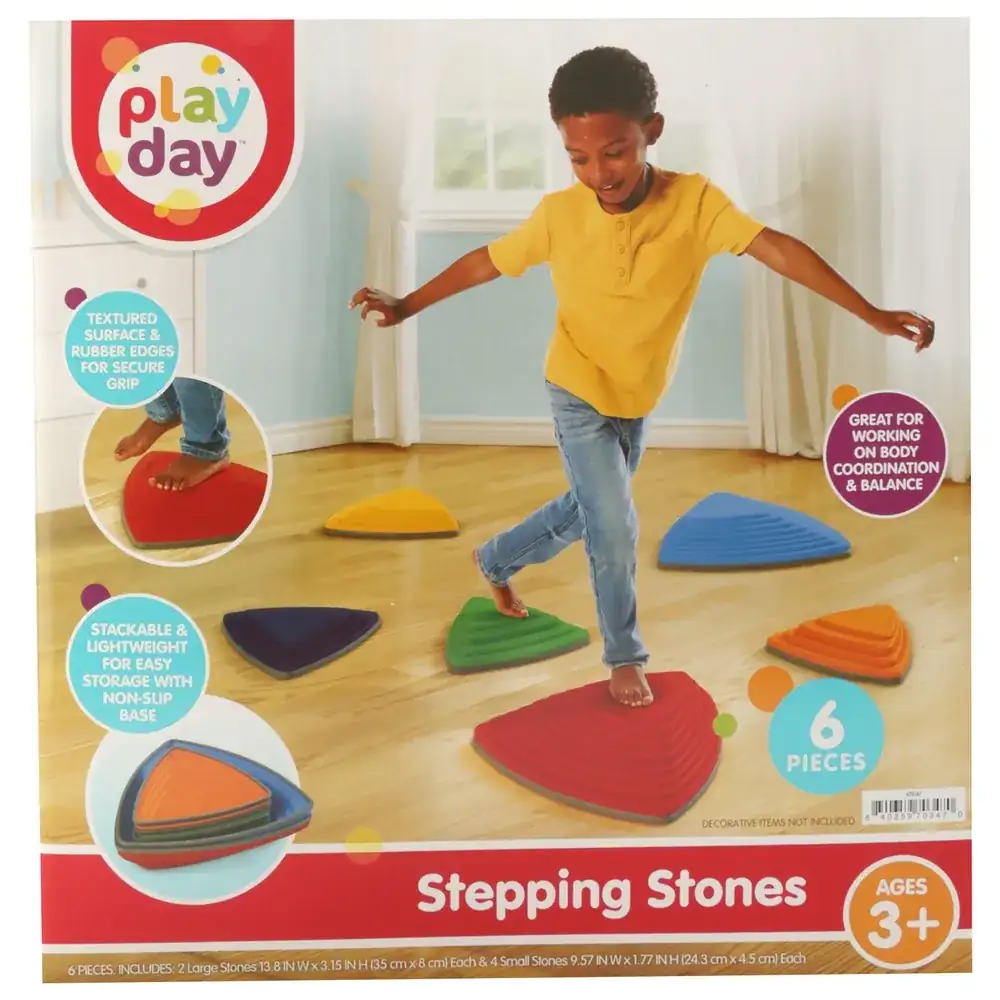 play
day™
TEXTURED
SURFACE &
RUBBER EDGES
FOR SECURE
GRIP
GREAT FOR
WORKING
ON BODY
COORDINATION
& BALANCE
STACKABLE &
LIGHTWEIGHT
FOR EASY
STORAGE WITH
NON-SLIP
BASE
6
PIECES
DECORATIVE ITEMS NOT INCLUDED
Stepping Stones
AGES
3+
6 PIECES. INCLUDES: 2 Large Stones 13.8 IN W x 3.15 IN H (35 cm x 8 cm) Each & 4 Small Stones 9.57 IN W x 1.77 IN H (24.3 cm x 4.5 cm) Each